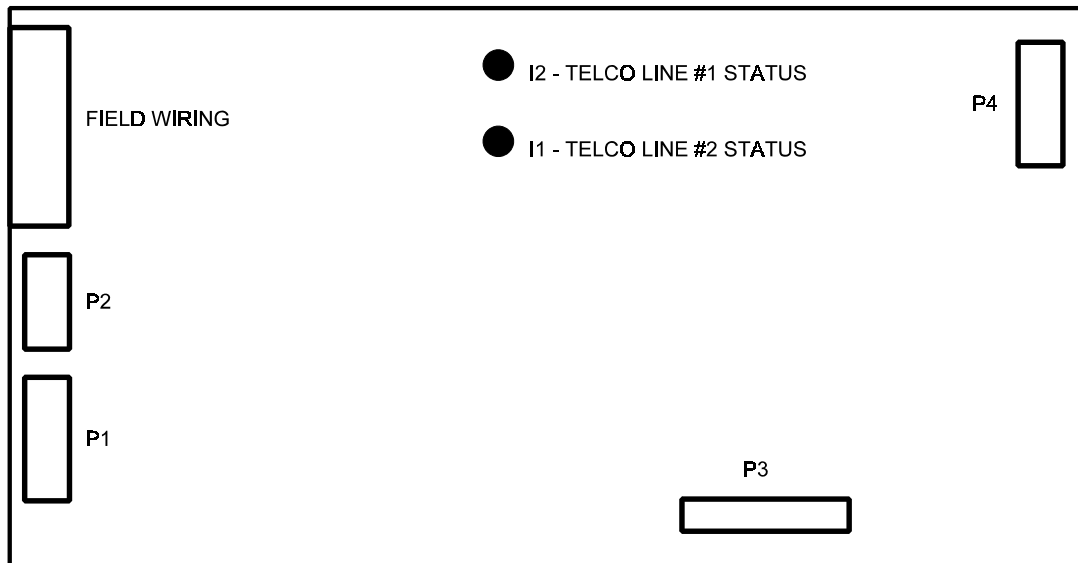 I2 - TELCO LINE #1 STATUS
P4
FIELD WIRING
I1 - TELCO LINE #2 STATUS
P2
P1
P3